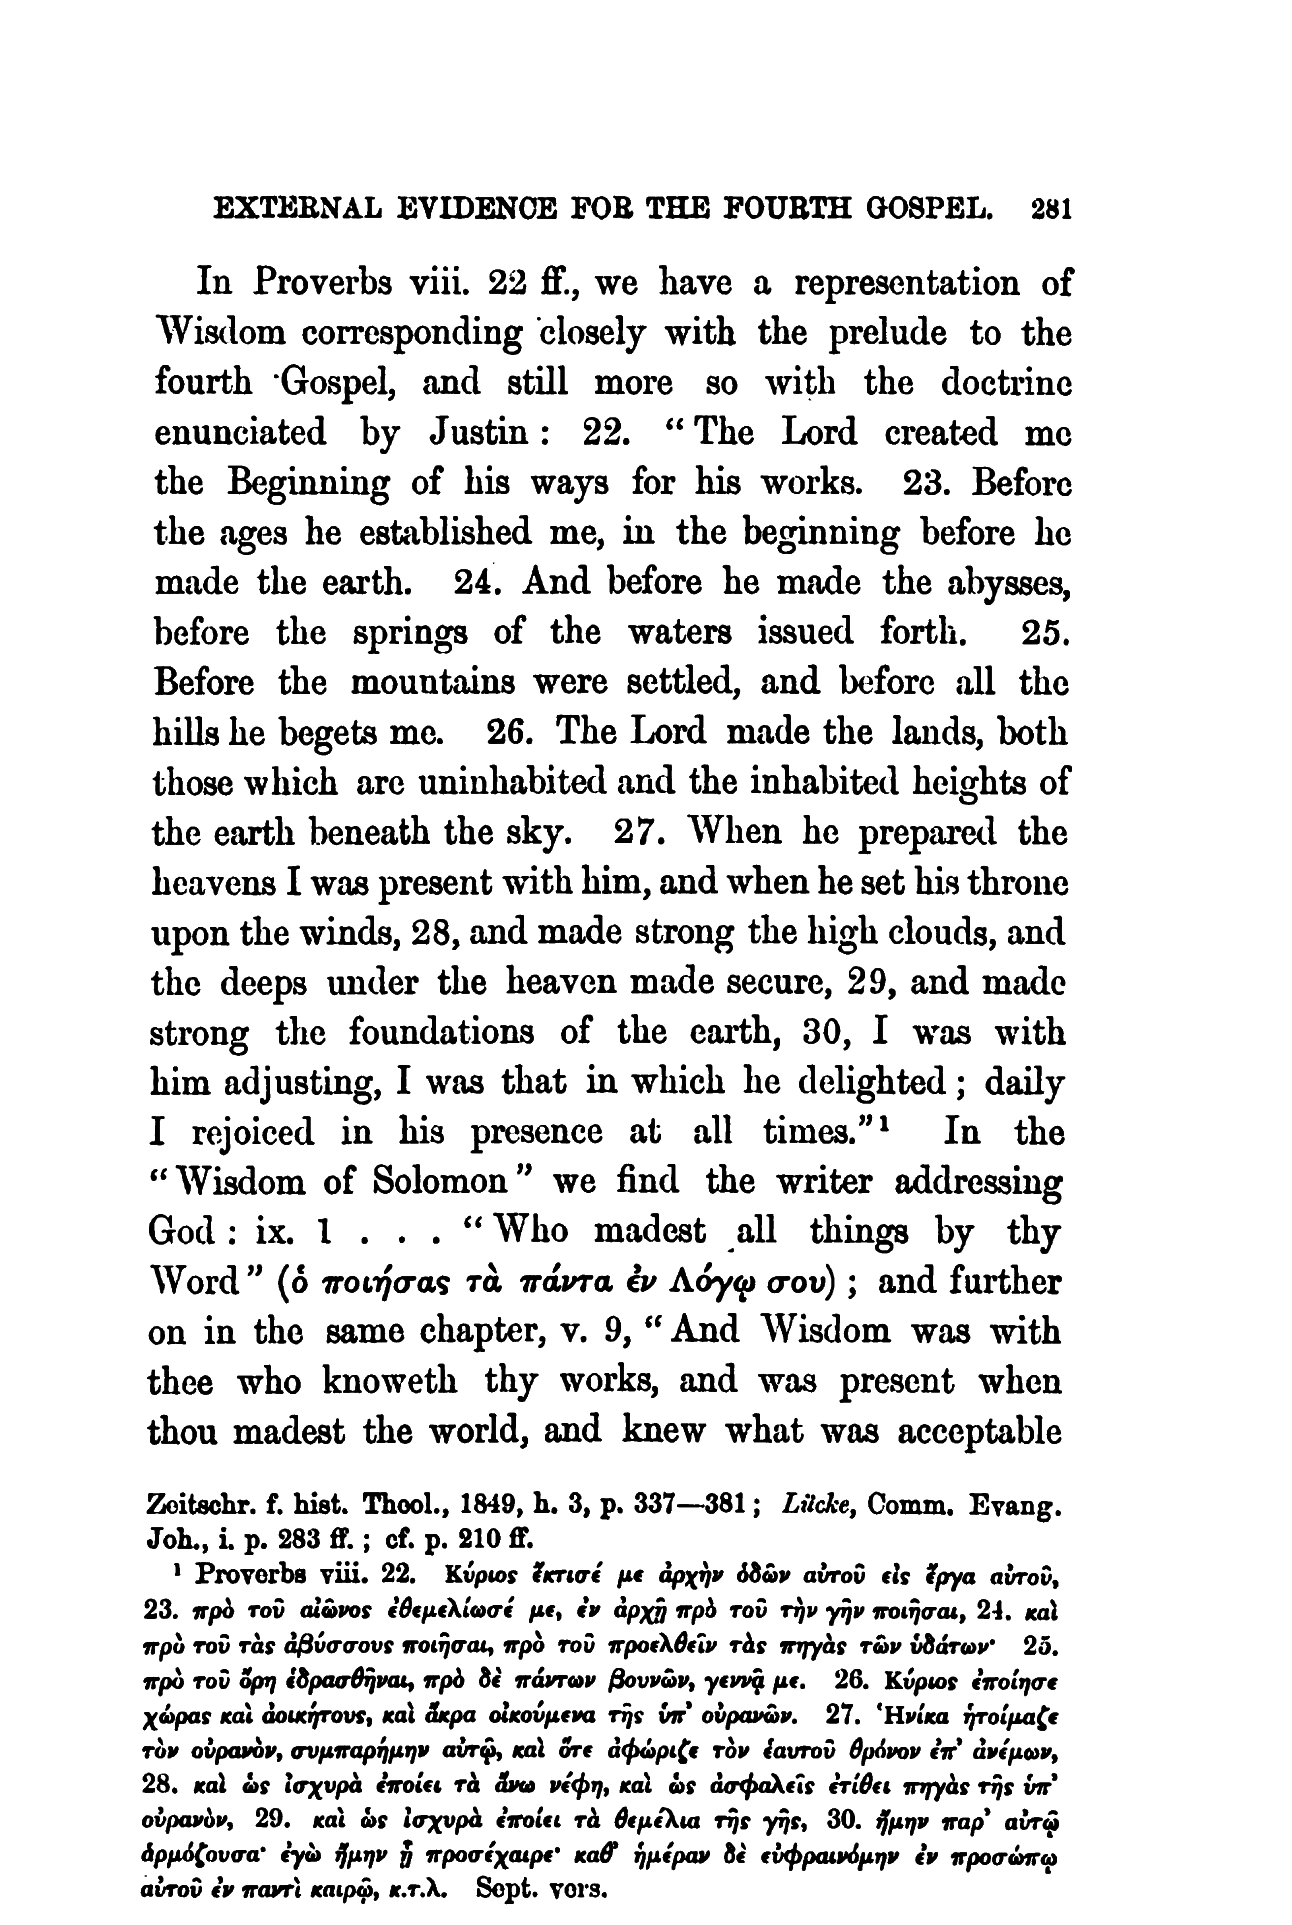 EXTERNAL EVIDENCE FOR THE FOURTH GOSPEL. 281
In Proverbs viii. 22 ff., we have a representation of
Wisdom corresponding closely with the prelude to the
fourth Gospel, and still more so with the doctrine
enunciated by Justin : 22. “ The Lord created me
the Beginning of his ways for his works. 23. Before
the ages he established me, in the beginning before he
made the earth. 24. And before he made the abysses,
before the springs of the waters issued forth. 25.
Before the mountains were settled, and before all the
hills he begets me. 26. The Lord made the lands, both
those which are uninhabited and the inhabited heights of
the earth beneath the sky. 27. When he prepared the
heavens I was present with him, and when he set his throne
upon the winds, 28, and made strong the high clouds, and
the deeps under the heaven made secure, 29, and made
strong the foundations of the earth, 30, I was with
him adjusting, I was that in which he delighted ; daily
I rejoiced in his presence at all times.”¹ In the
“ Wisdom of Solomon ” we find the writer addressing
God : ix. 1 . . . “ Who madest all things by thy
Word ” (ὁ ποιήσας τὰ πάντα ἐν Λόγῳ σου) ; and further
on in the same chapter, v. 9, “ And Wisdom was with
thee who knoweth thy works, and was present when
thou madest the world, and knew what was acceptable
Zeitschr. f. hist. Theol., 1849, h. 3, p. 337—381 ; Lücke, Comm. Evang.
Joh., i. p. 283 ff. ; cf. p. 210 ff.
¹ Proverbs viii. 22. Κύριος ἔκτισέ με ἀρχὴν ὁδῶν αὐτοῦ εἰς ἔργα αὐτοῦ,
23. πρὸ τοῦ αἰῶνος ἐθεμελίωσέ με, ἐν ἀρχῇ πρὸ τοῦ τὴν γῆν ποιῆσαι, 24. καὶ
πρὸ τοῦ τὰς ἀβύσσους ποιῆσαι, πρὸ τοῦ προελθεῖν τὰς πηγὰς τῶν ὑδάτων· 25.
πρὸ τοῦ ὄρη ἑδρασθῆναι, πρὸ δὲ πάντων βουνῶν, γεννᾷ με. 26. Κύριος ἐποίησε
χώρας καὶ ἀοικήτους, καὶ ἄκρα οἰκούμενα τῆς ὑπ’ οὐρανῶν. 27. Ἡνίκα ἡτοίμαζε
τὸν οὐρανὸν, συμπαρήμην αὐτῷ, καὶ ὅτε ἀφώριζε τὸν ἑαυτοῦ θρόνον ἐπ’ ἀνέμων,
28. καὶ ὡς ἰσχυρὰ ἐποίει τὰ ἄνω νέφη, καὶ ὡς ἀσφαλεῖς ἐτίθει πηγὰς τῆς ὑπ’
οὐρανὸν, 29. καὶ ὡς ἰσχυρὰ ἐποίει τὰ θεμέλια τῆς γῆς, 30. ἤμην παρ’ αὐτῷ
ἁρμόζουσα· ἐγὼ ἤμην ᾗ προσέχαιρε· καθ’ ἡμέραν δὲ εὐφραινόμην ἐν προσώπῳ
αὐτοῦ ἐν παντὶ καιρῷ, κ.τ.λ. Sept. vers.